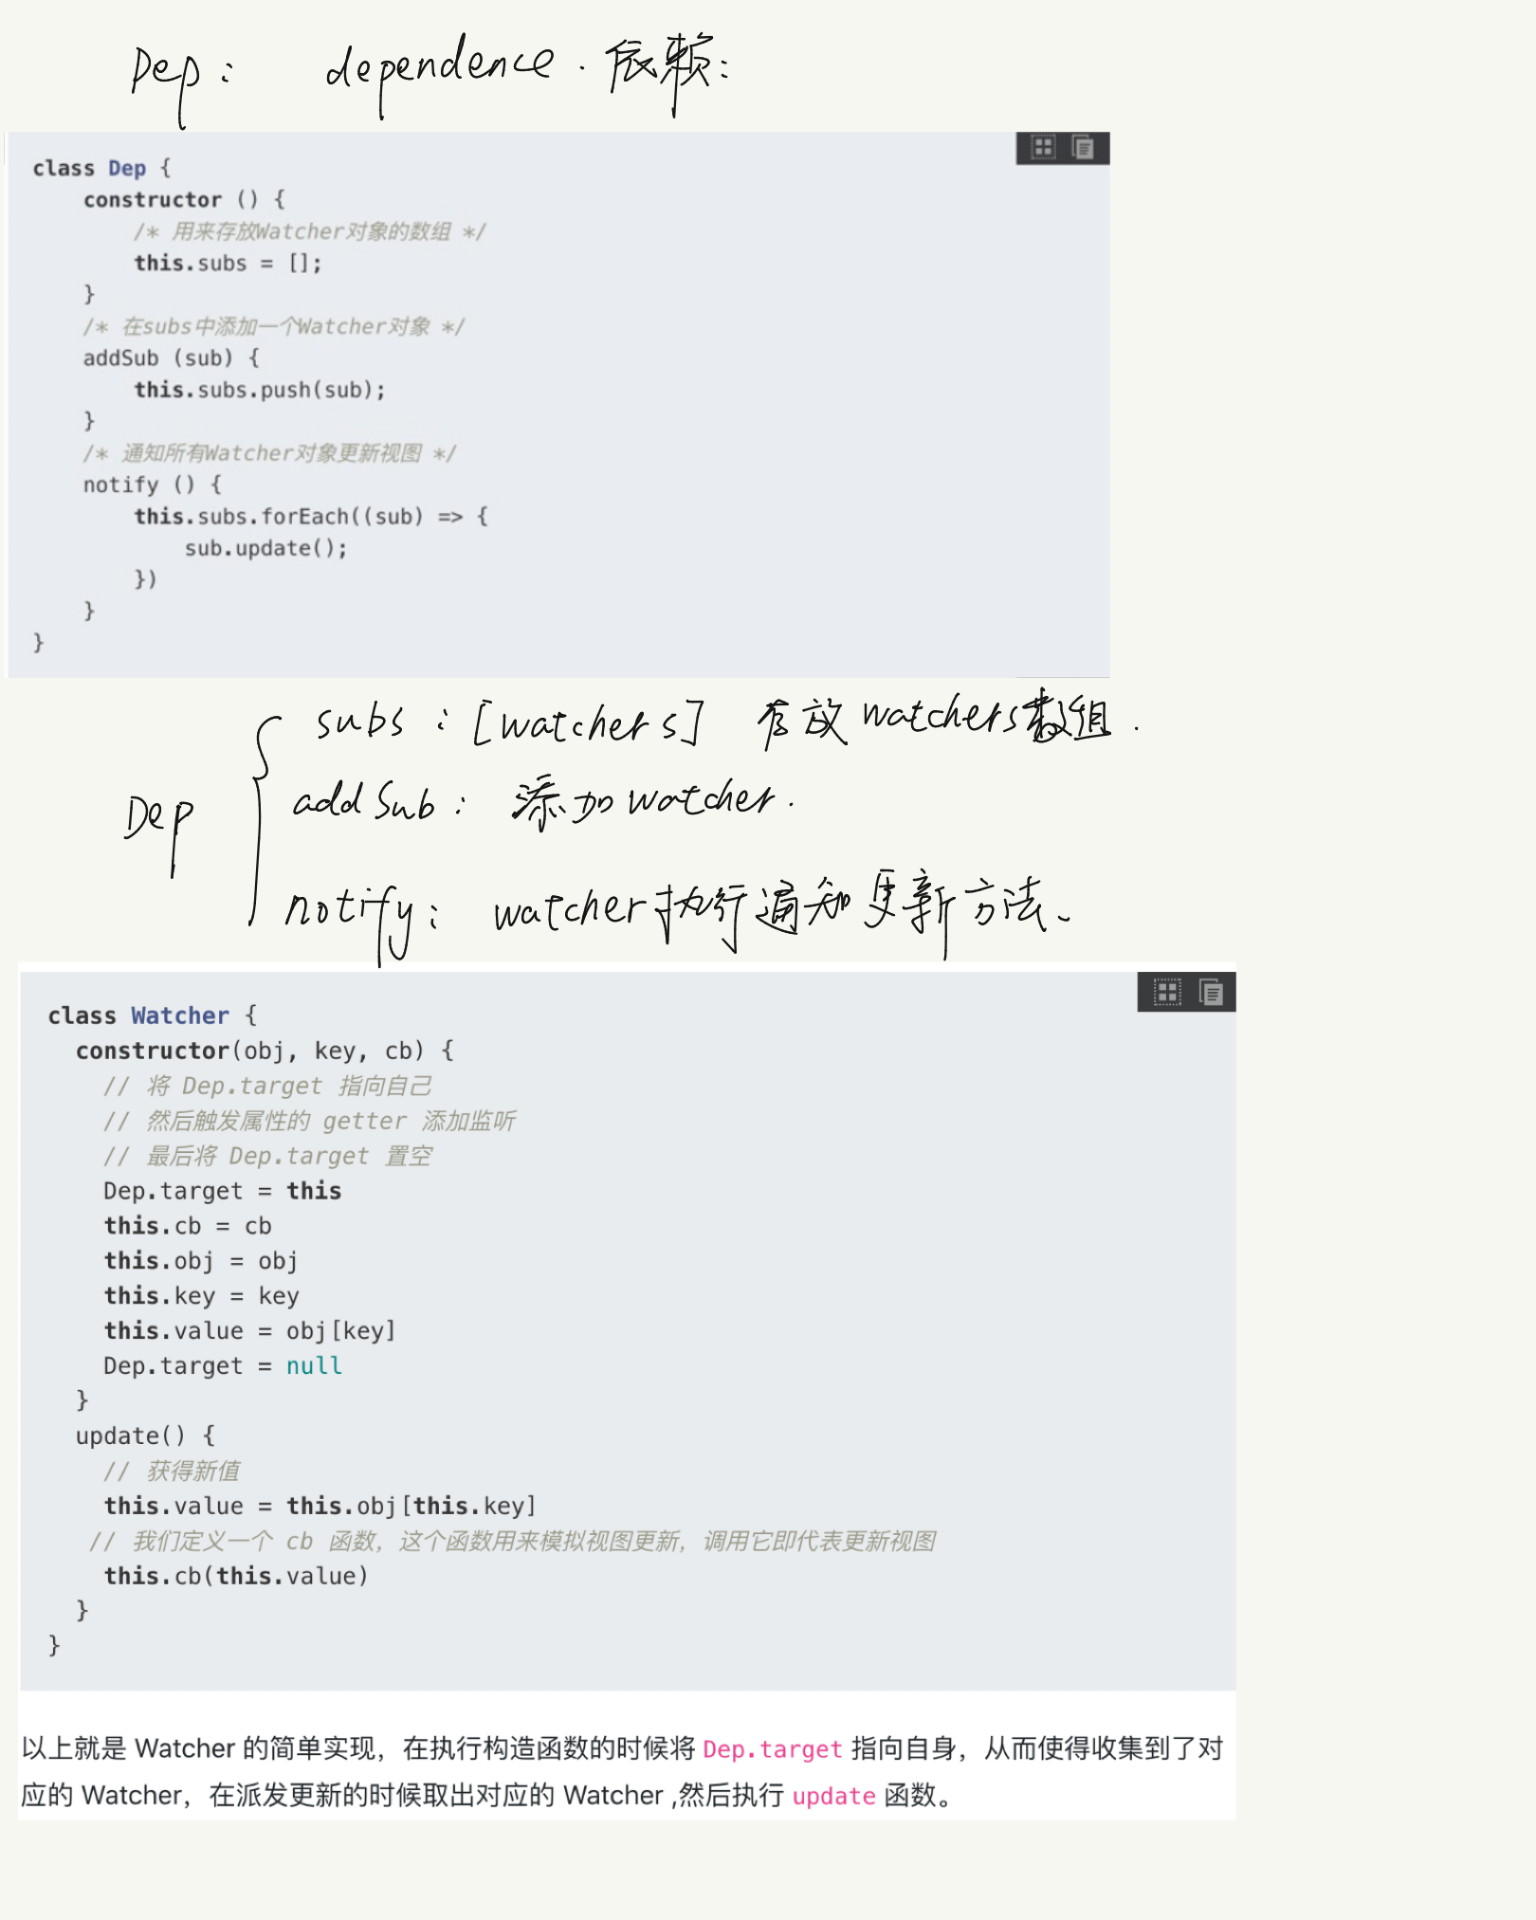 Dep： dependence. 依赖：
class Dep {
    constructor () {
        /* 用来存放Watcher对象的数组 */
        this.subs = [];
    }
    /* 在subs中添加一个Watcher对象 */
    addSub (sub) {
        this.subs.push(sub);
    }
    /* 通知所有Watcher对象更新视图 */
    notify () {
        this.subs.forEach((sub) => {
            sub.update();
        })
    }
}
subs：[watchers] 存放watchers数组.
addSub： 添加watcher.
Dep
notify： watcher执行通知更新方法、
class Watcher {
  constructor(obj, key, cb) {
    // 将 Dep.target 指向自己
    // 然后触发属性的 getter 添加监听
    // 最后将 Dep.target 置空
    Dep.target = this
    this.cb = cb
    this.obj = obj
    this.key = key
    this.value = obj[key]
    Dep.target = null
  }
  update() {
    // 获得新值
    this.value = this.obj[this.key]
   // 我们定义一个 cb 函数，这个函数用来模拟视图更新，调用它即代表更新视图
    this.cb(this.value)
  }
}
以上就是 Watcher 的简单实现，在执行构造函数的时候将 Dep.target 指向自身，从而使得收集到了对
应的 Watcher，在派发更新的时候取出对应的 Watcher ,然后执行 update 函数。